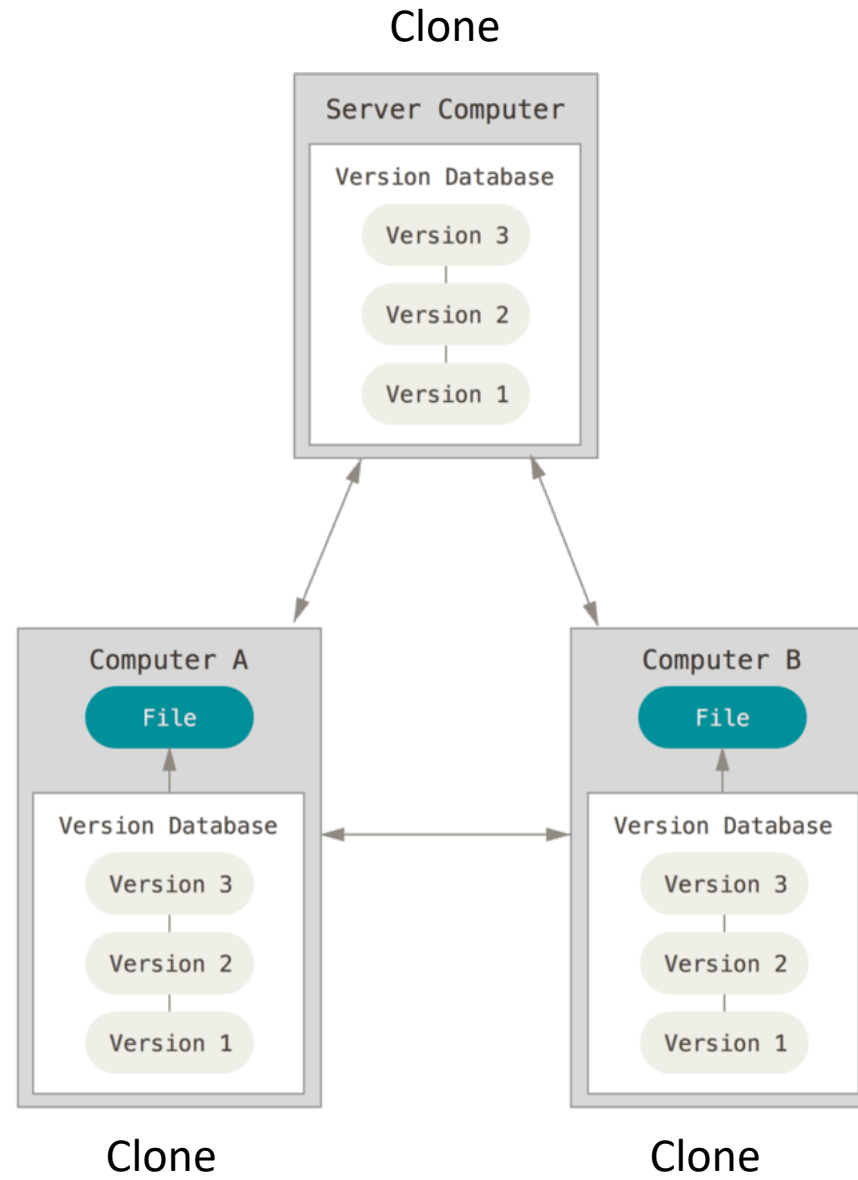 Clone
Server Computer
Version Database
Version 3
Version 2
Version 1
Computer A
File
Version Database
Version 3
Version 2
Version 1
Clone
Computer B
File
Version Database
Version 3
Version 2
Version 1
Clone